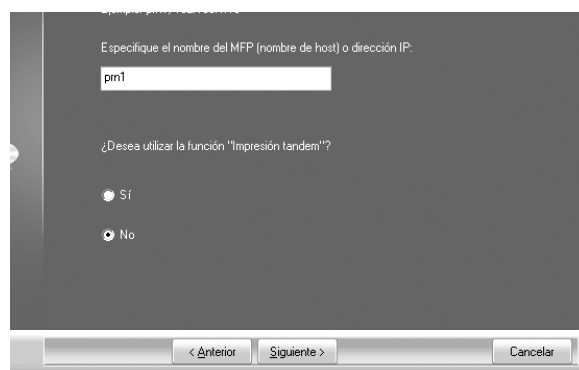 Especifique el nombre del MFP (nombre de host) o dirección IP:
prn1
¿Desea utilizar la función "Impresión tandem"?
Sí
No
< Anterior
Siguiente >
Cancelar